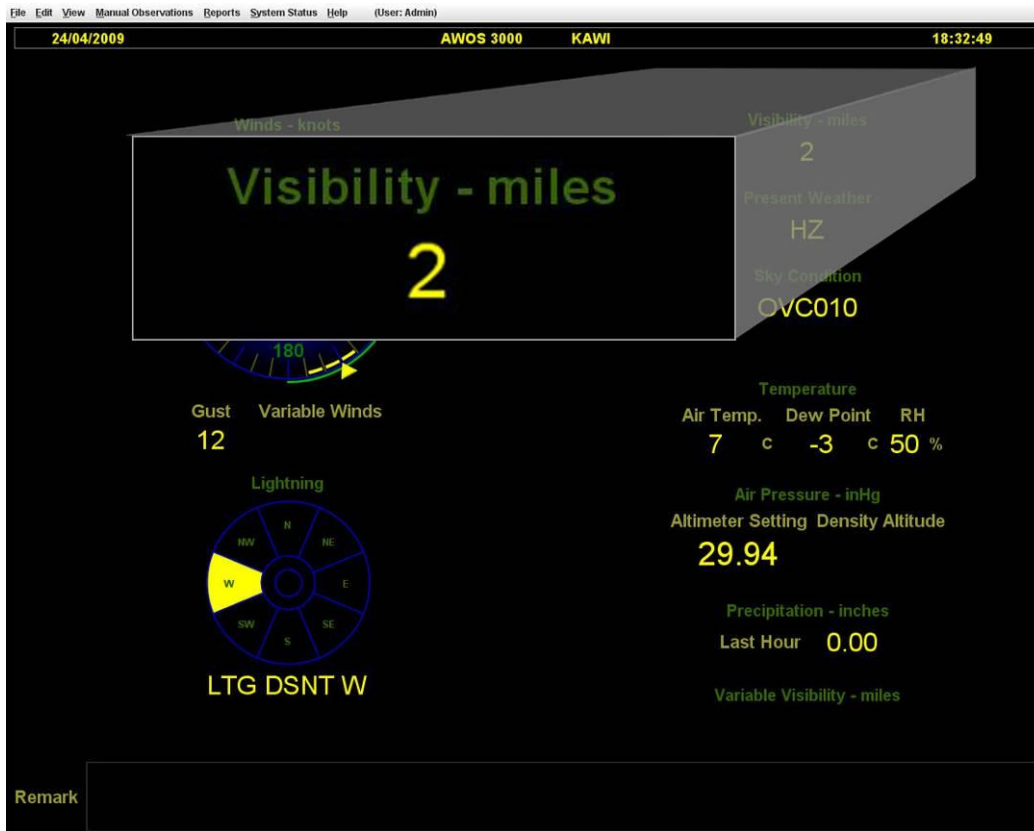 File Edit View Manual Observations Reports System Status Help (User: Admin)
24/04/2009 AWOS 3000 KAWI 18:32:49
Winds - knots
Visibility - miles
2
Visibility - miles
2
Present Weather
HZ
Sky Condition
OVC010
180
Gust Variable Winds
12
Lightning
N
NW NE
W E
SW SE
S
LTG DSNT W
Temperature
Air Temp. Dew Point RH
7 C -3 C 50 %
Air Pressure - inHg
Altimeter Setting Density Altitude
29.94
Precipitation - inches
Last Hour 0.00
Variable Visibility - miles
Remark